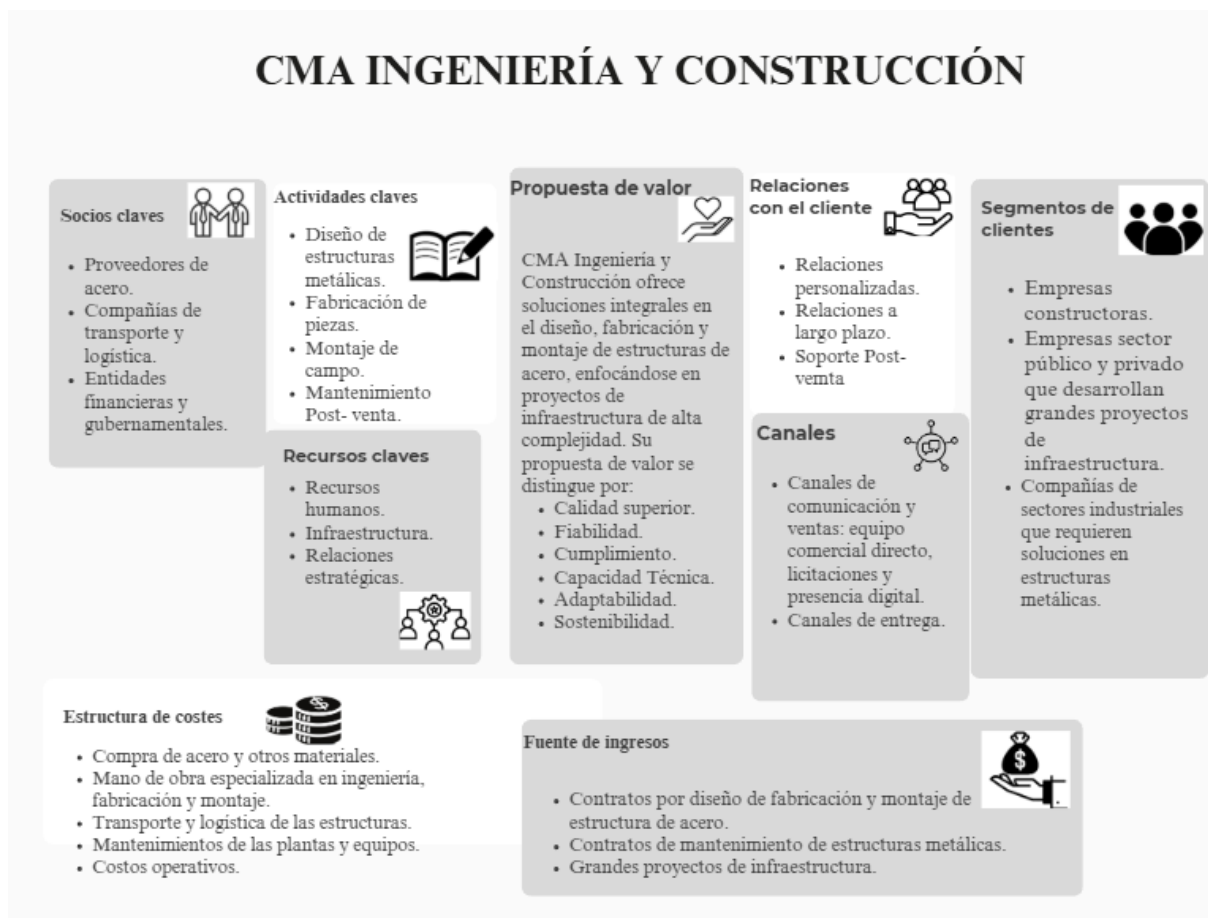 CMA INGENIERÍA Y CONSTRUCCIÓN
Socios claves
• Proveedores de
acero.
• Compañías de
transporte y
logística.
• Entidades
financieras y
gubernamentales.
Actividades claves
• Diseño de
estructuras
metálicas.
• Fabricación de
piezas.
• Montaje de
campo.
• Mantenimiento
Post- venta.
Recursos claves
• Recursos
humanos.
• Infraestructura.
• Relaciones
estratégicas.
Propuesta de valor
CMA Ingeniería y
Construcción ofrece
soluciones integrales en
el diseño, fabricación y
montaje de estructuras de
acero, enfocándose en
proyectos de
infraestructura de alta
complejidad. Su
propuesta de valor se
distingue por:
• Calidad superior.
• Fiabilidad.
• Cumplimiento.
• Capacidad Técnica.
• Adaptabilidad.
• Sostenibilidad.
Relaciones
con el cliente
• Relaciones
personalizadas.
• Relaciones a
largo plazo.
• Soporte Post-
vemta
Canales
• Canales de
comunicación y
ventas: equipo
comercial directo,
licitaciones y
presencia digital.
• Canales de entrega.
Segmentos de
clientes
• Empresas
constructoras.
• Empresas sector
público y privado
que desarrollan
grandes proyectos
de
infraestructura.
• Compañías de
sectores industriales
que requieren
soluciones en
estructuras
metálicas.
Estructura de costes
• Compra de acero y otros materiales.
• Mano de obra especializada en ingeniería,
fabricación y montaje.
• Transporte y logística de las estructuras.
• Mantenimientos de las plantas y equipos.
• Costos operativos.
Fuente de ingresos
• Contratos por diseño de fabricación y montaje de
estructura de acero.
• Contratos de mantenimiento de estructuras metálicas.
• Grandes proyectos de infraestructura.